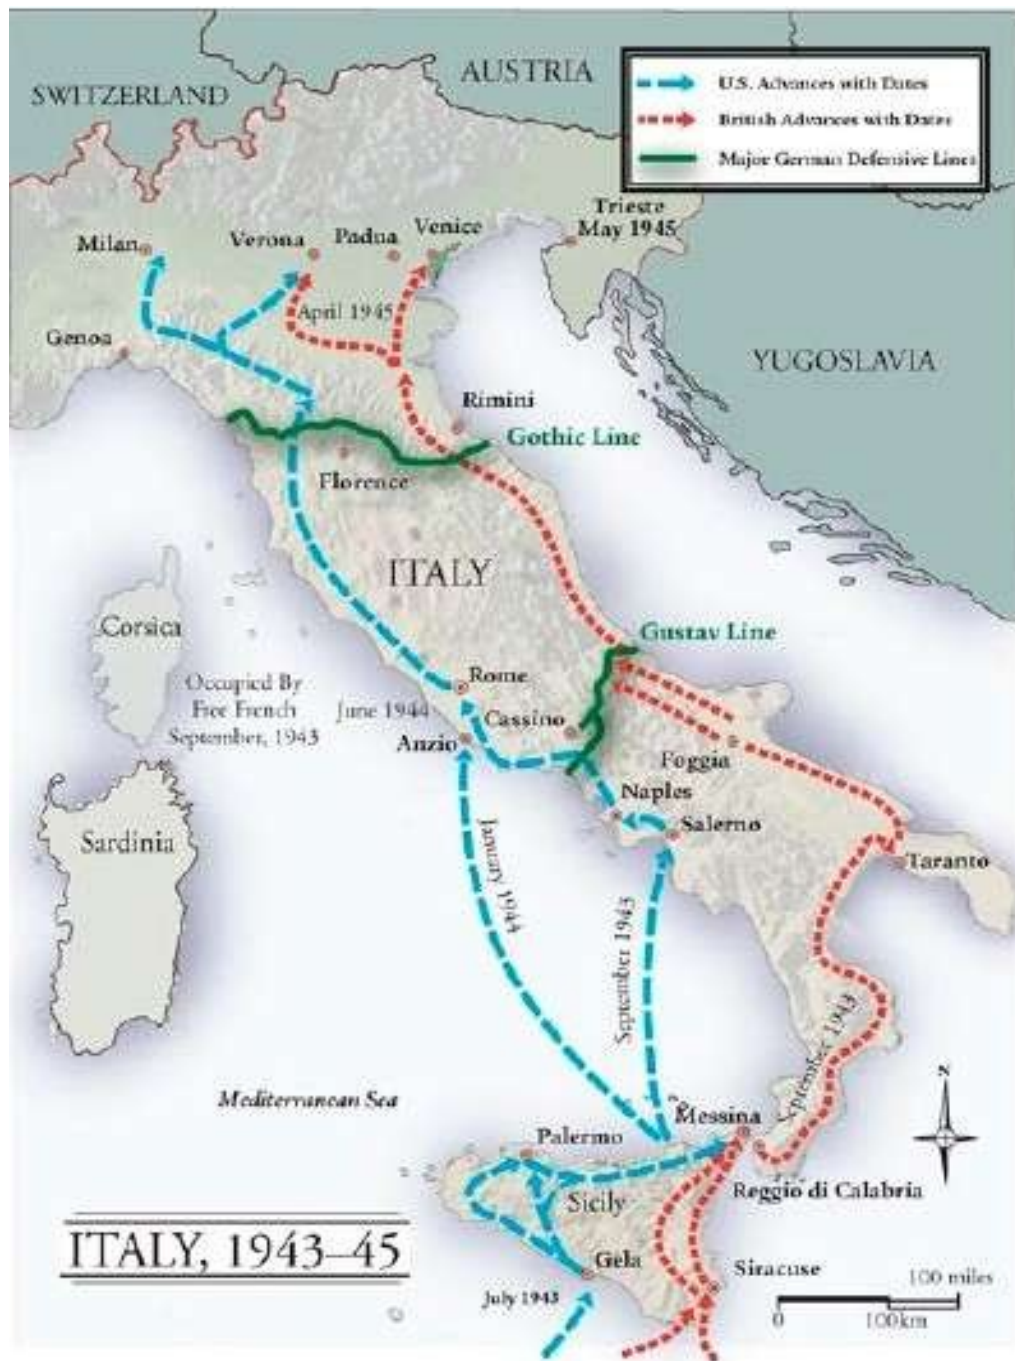 SWITZERLAND
AUSTRIA
U.S. Advances with Dates
British Advances with Dates
Major German Defensive Lines
Trieste
May 1945
Milan
Verona
Padua
Venice
April 1945
Genoa
YUGOSLAVIA
Rimini
Gothic Line
Florence
ITALY
Corsica
Gustav Line
Occupied By
Free French
September, 1943
Rome
June 1944
Cassino
Anzio
Foggia
Naples
Salerno
Sardinia
Taranto
January 1944
September 1943
September 1943
Mediterranean Sea
N
Messina
Palermo
Sicily
Reggio di Calabria
ITALY, 1943–45
Gela
Siracuse
July 1943
100 miles
0
100km